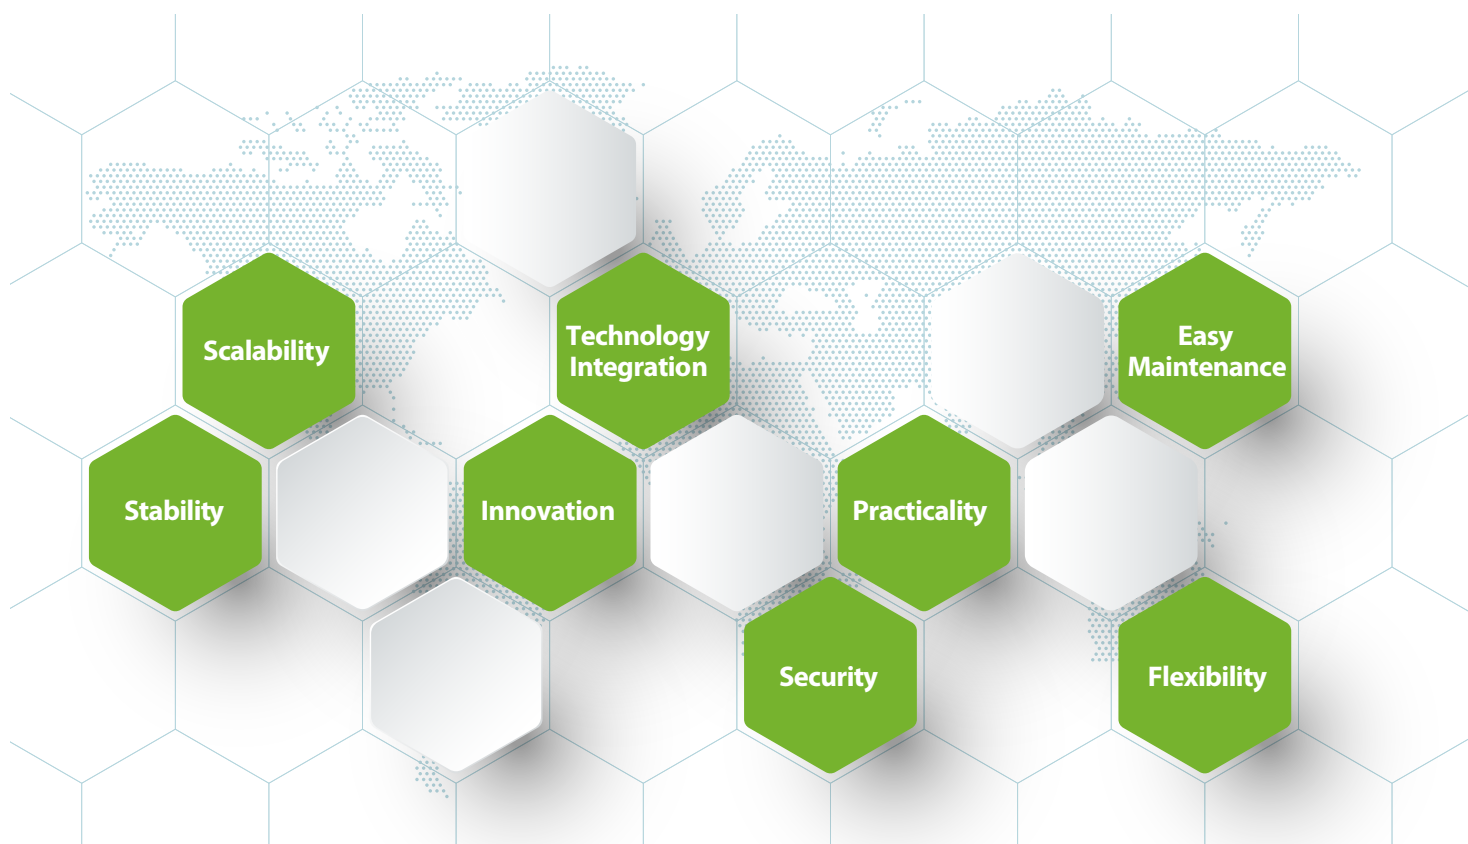 Scalability
Technology
Integration
Easy
Maintenance
Stability
Innovation
Practicality
Security
Flexibility